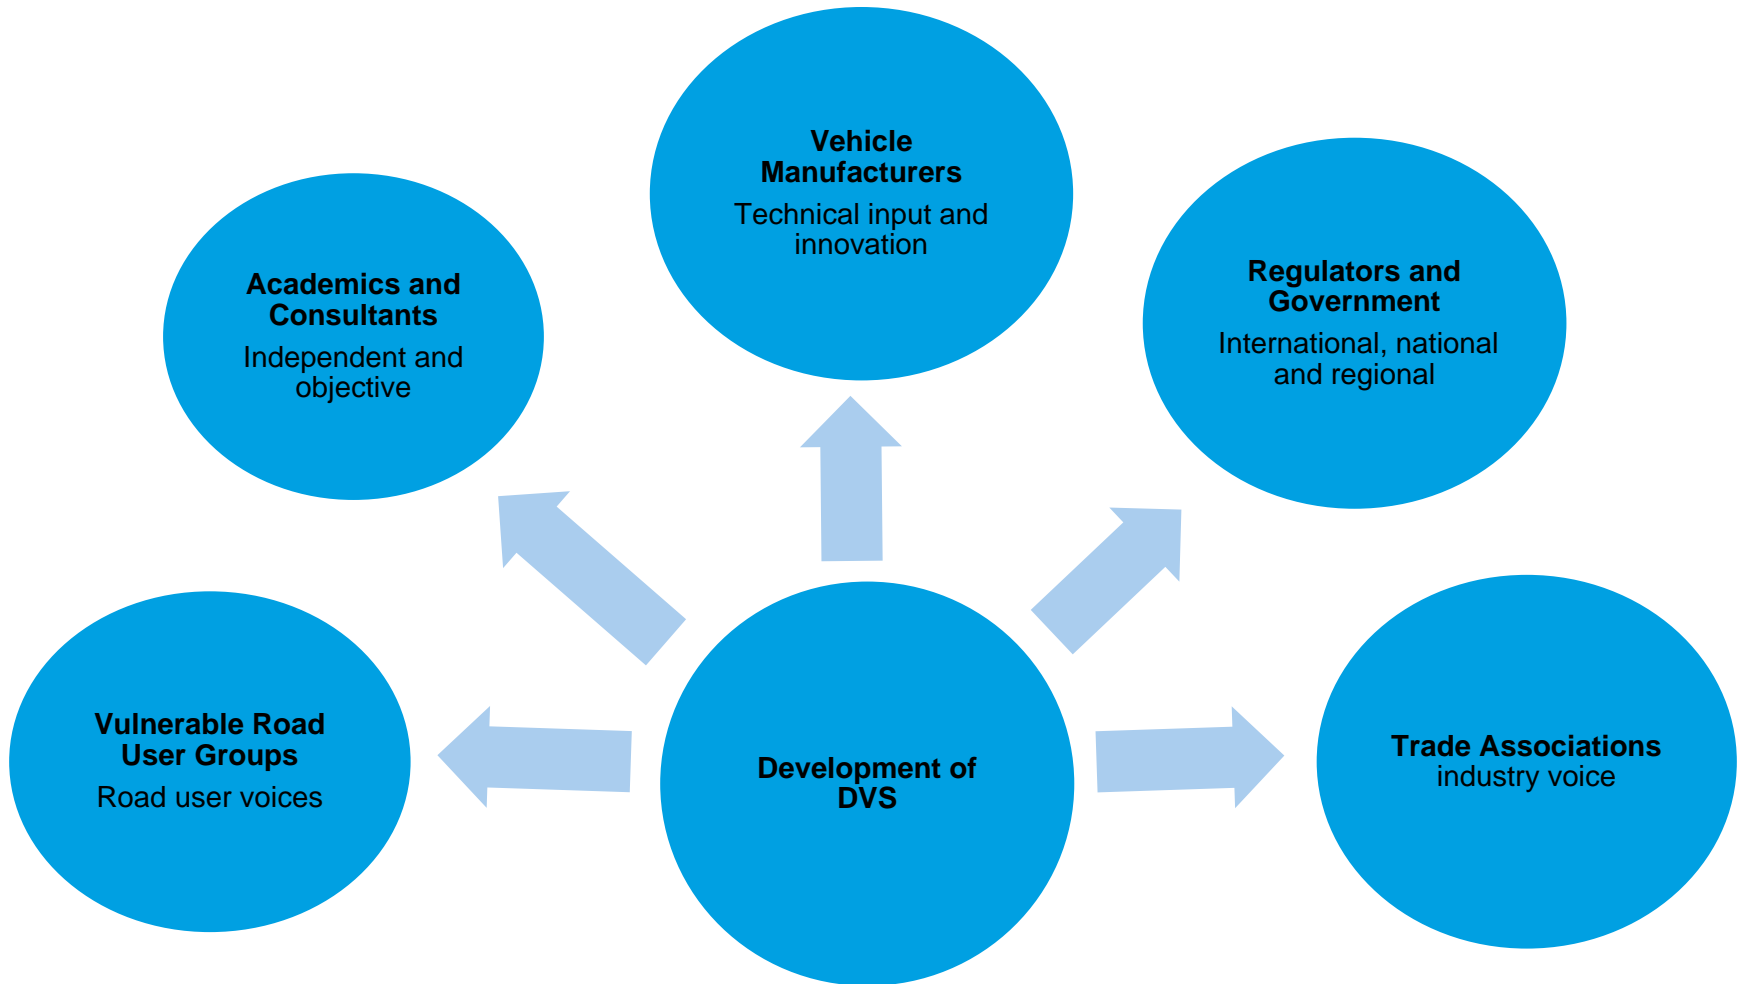 Vehicle
Manufacturers
Technical input and
innovation
Regulators and
Government
International, national
and regional
Academics and
Consultants
Independent and
objective
Vulnerable Road
User Groups
Road user voices
Development of
DVS
Trade Associations
industry voice